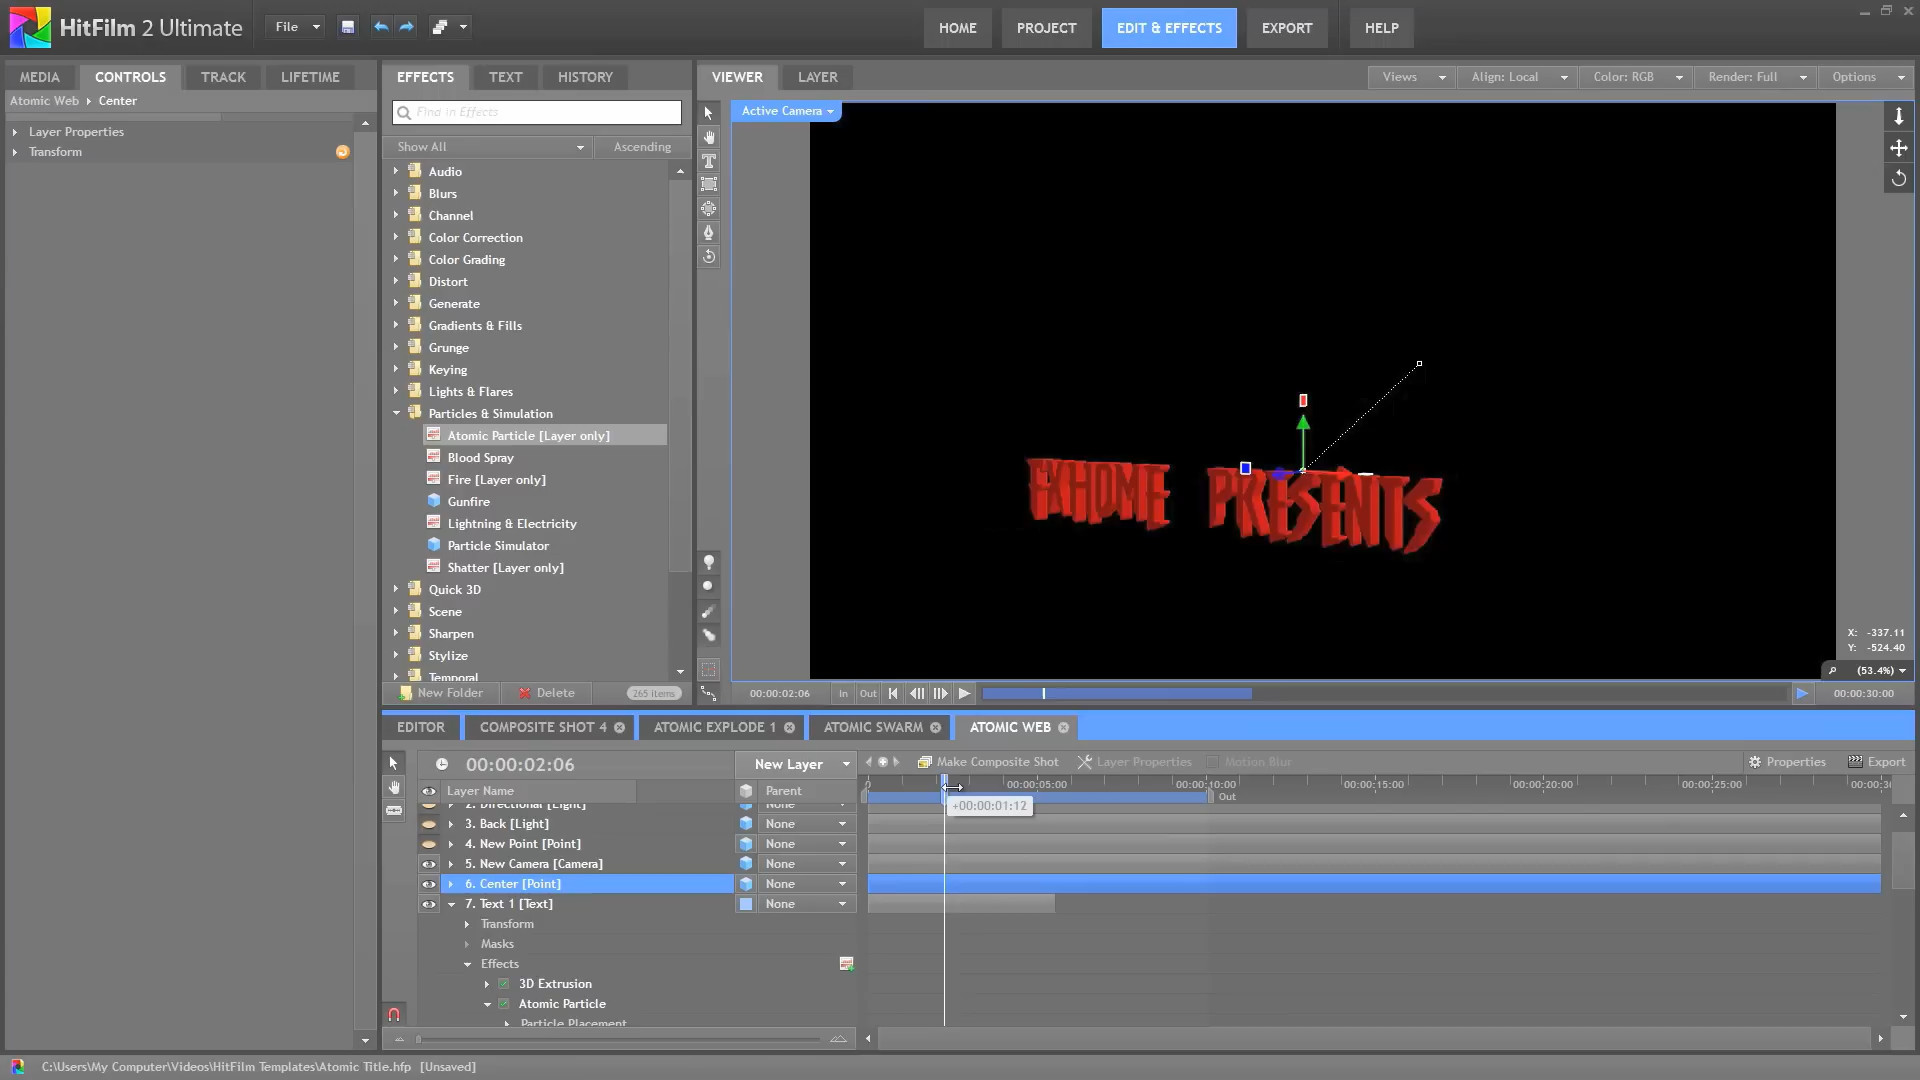 HitFilm 2 Ultimate
File
HOME
PROJECT
EDIT & EFFECTS
EXPORT
HELP
MEDIA
CONTROLS
TRACK
LIFETIME
Atomic Web
Center
Layer Properties
Transform
EFFECTS
TEXT
HISTORY
Find in Effects
Show All
Ascending
Audio
Blurs
Channel
Color Correction
Color Grading
Distort
Generate
Gradients & Fills
Grunge
Keying
Lights & Flares
Particles & Simulation
Atomic Particle [Layer only]
Blood Spray
Fire [Layer only]
Gunfire
Lightning & Electricity
Particle Simulator
Shatter [Layer only]
Quick 3D
Scene
Sharpen
Stylize
Temporal
New Folder
Delete
265 items
VIEWER
LAYER
Views
Align: Local
Color: RGB
Render: Full
Options
Active Camera
FXHOME PRESENTS
X: -337.11
Y: -524.40
(53.4%)
00:00:02:06
In
Out
00:00:30:00
EDITOR
COMPOSITE SHOT 4
ATOMIC EXPLODE 1
ATOMIC SWARM
ATOMIC WEB
00:00:02:06
New Layer
Make Composite Shot
Layer Properties
Motion Blur
Properties
Export
Layer Name
Parent
0
00:00:05:00
00:00:10:00
00:00:15:00
00:00:20:00
00:00:25:00
00:00:30
Out
+00:00:01:12
2. Directional [Light]
None
3. Back [Light]
None
4. New Point [Point]
None
5. New Camera [Camera]
None
6. Center [Point]
None
7. Text 1 [Text]
None
Transform
Masks
Effects
3D Extrusion
Atomic Particle
Particle Placement
C:\Users\My Computer\Videos\HitFilm Templates\Atomic Title.hfp [Unsaved]